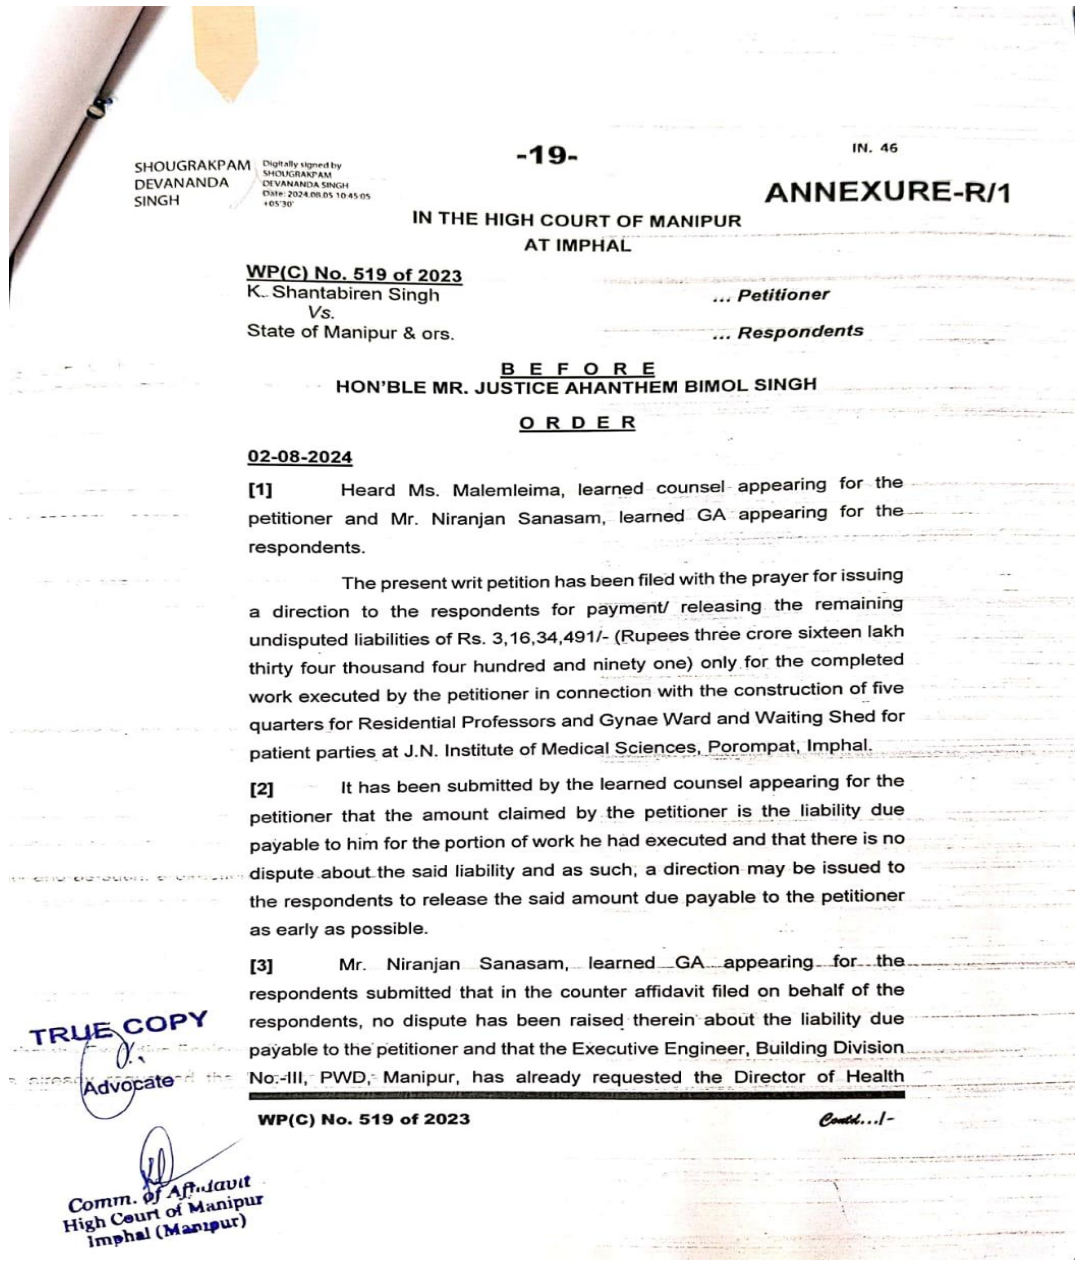 -19-
IN. 46
SHOUGRAKPAM
DEVANANDA
SINGH
Digitally signed by
SHOUGRAKPAM
DEVANANDA SINGH
Date: 2024.08.05 10:45:05
+05'30'
ANNEXURE-R/1
IN THE HIGH COURT OF MANIPUR
AT IMPHAL
WP(C) No. 519 of 2023
K. Shantabiren Singh ... Petitioner
Vs.
State of Manipur & ors. ... Respondents
B E F O R E
HON'BLE MR. JUSTICE AHANTHEM BIMOL SINGH
O R D E R
02-08-2024
[1] Heard Ms. Malemleima, learned counsel appearing for the
petitioner and Mr. Niranjan Sanasam, learned GA appearing for the
respondents.
The present writ petition has been filed with the prayer for issuing
a direction to the respondents for payment/ releasing the remaining
undisputed liabilities of Rs. 3,16,34,491/- (Rupees three crore sixteen lakh
thirty four thousand four hundred and ninety one) only for the completed
work executed by the petitioner in connection with the construction of five
quarters for Residential Professors and Gynae Ward and Waiting Shed for
patient parties at J.N. Institute of Medical Sciences, Porompat, Imphal.
[2] It has been submitted by the learned counsel appearing for the
petitioner that the amount claimed by the petitioner is the liability due
payable to him for the portion of work he had executed and that there is no
dispute about the said liability and as such, a direction may be issued to
the respondents to release the said amount due payable to the petitioner
as early as possible.
[3] Mr. Niranjan Sanasam, learned GA appearing for the
respondents submitted that in the counter affidavit filed on behalf of the
respondents, no dispute has been raised therein about the liability due
payable to the petitioner and that the Executive Engineer, Building Division
No.-III, PWD, Manipur, has already requested the Director of Health
WP(C) No. 519 of 2023 Contd.../-
TRUE COPY
Advocate
Comm. of Affidavit
High Court of Manipur
Imphal (Manipur)